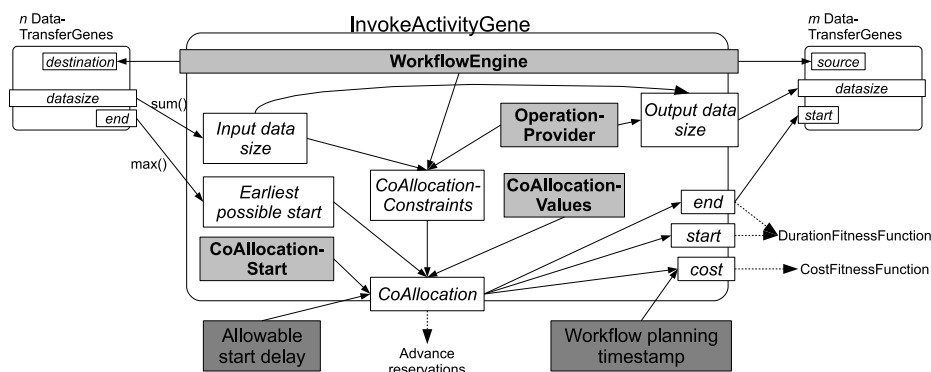 n Data-
TransferGenes
InvokeActivityGene
m Data-
TransferGenes
destination
WorkflowEngine
source
datasize
sum()
datasize
end
Input data
size
Operation-
Provider
Output data
size
start
max()
Earliest
possible start
CoAllocation-
Constraints
CoAllocation-
Values
end
start
DurationFitnessFunction
CoAllocation-
Start
cost
CostFitnessFunction
CoAllocation
Allowable
start delay
Workflow planning
timestamp
Advance
reservations